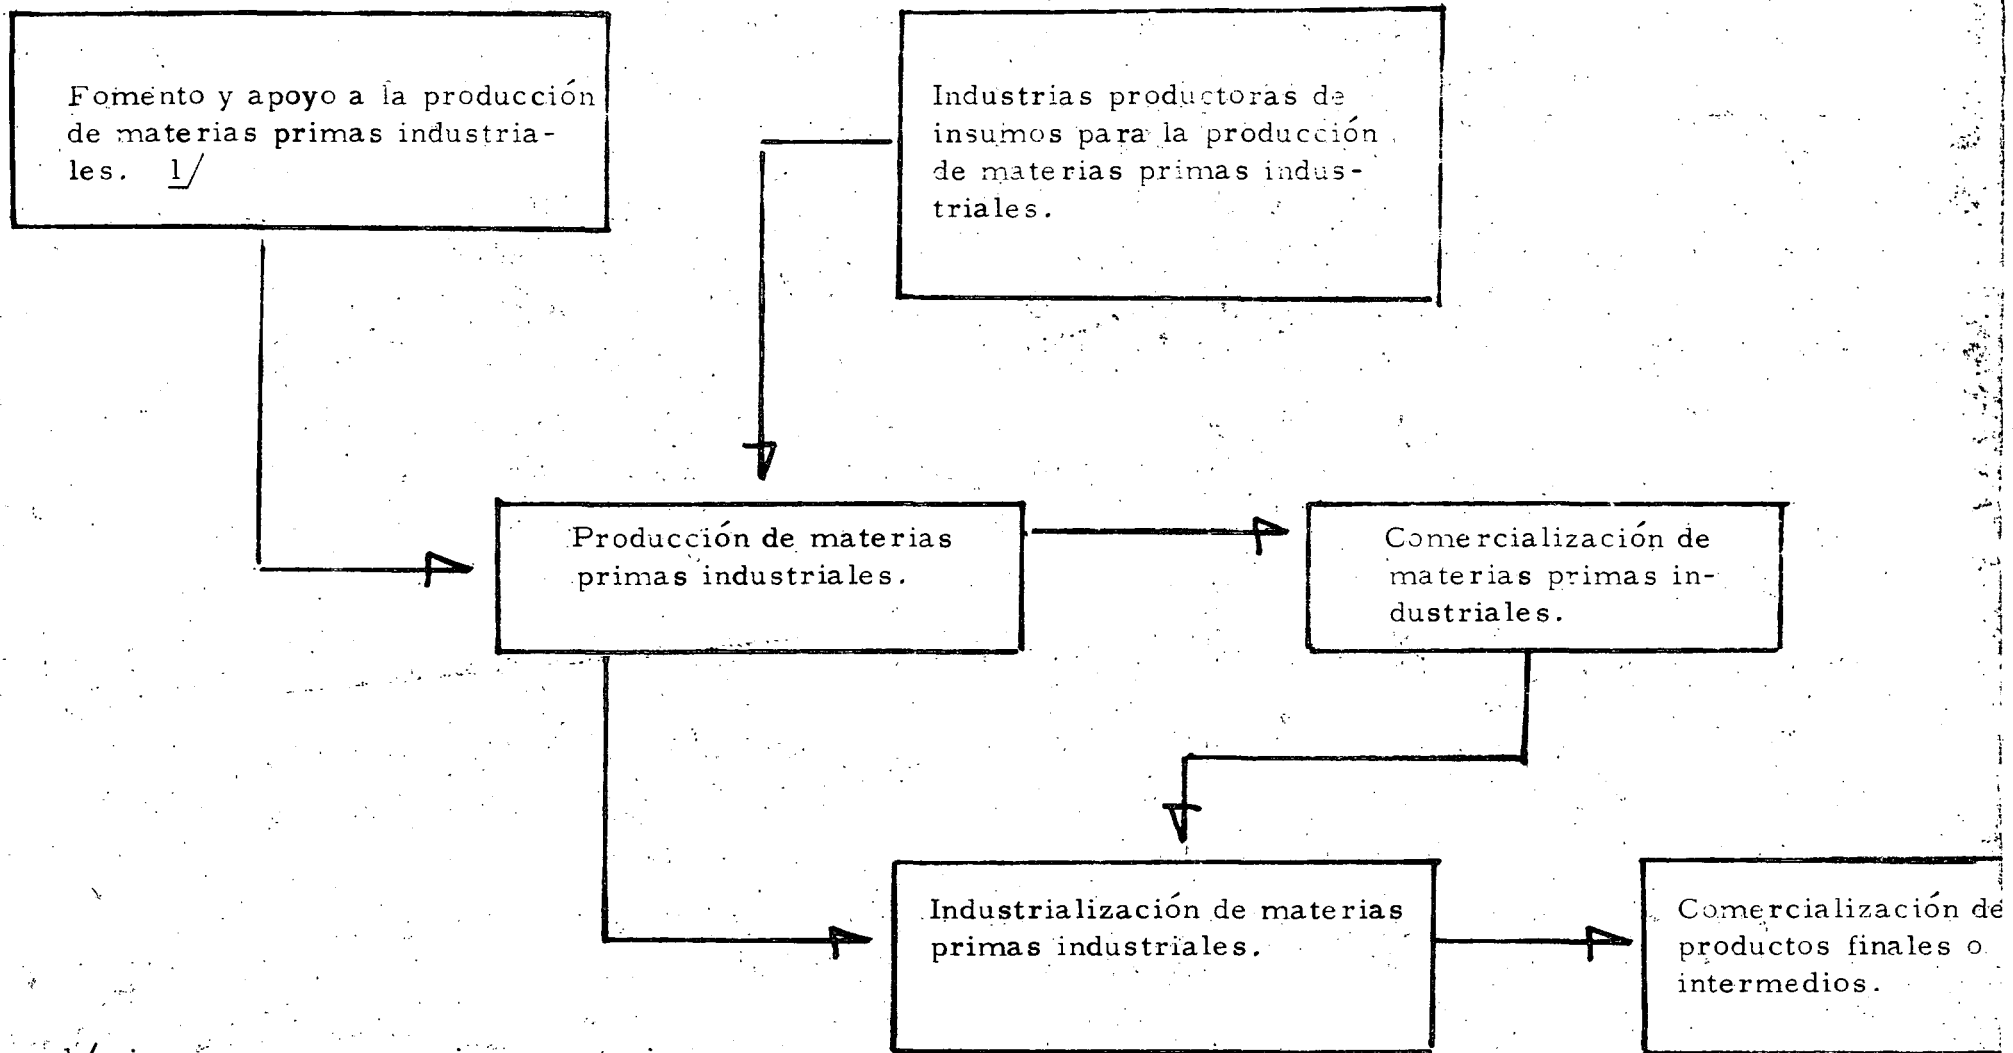 Fomento y apoyo a la producción
de materias primas industria-
les. 1/
Industrias productoras de
insumos para la producción
de materias primas indus-
triales.
Producción de materias
primas industriales.
Comercialización de
materias primas in-
dustriales.
Industrialización de materias
primas industriales.
Comercialización de
productos finales o
intermedios.
1/